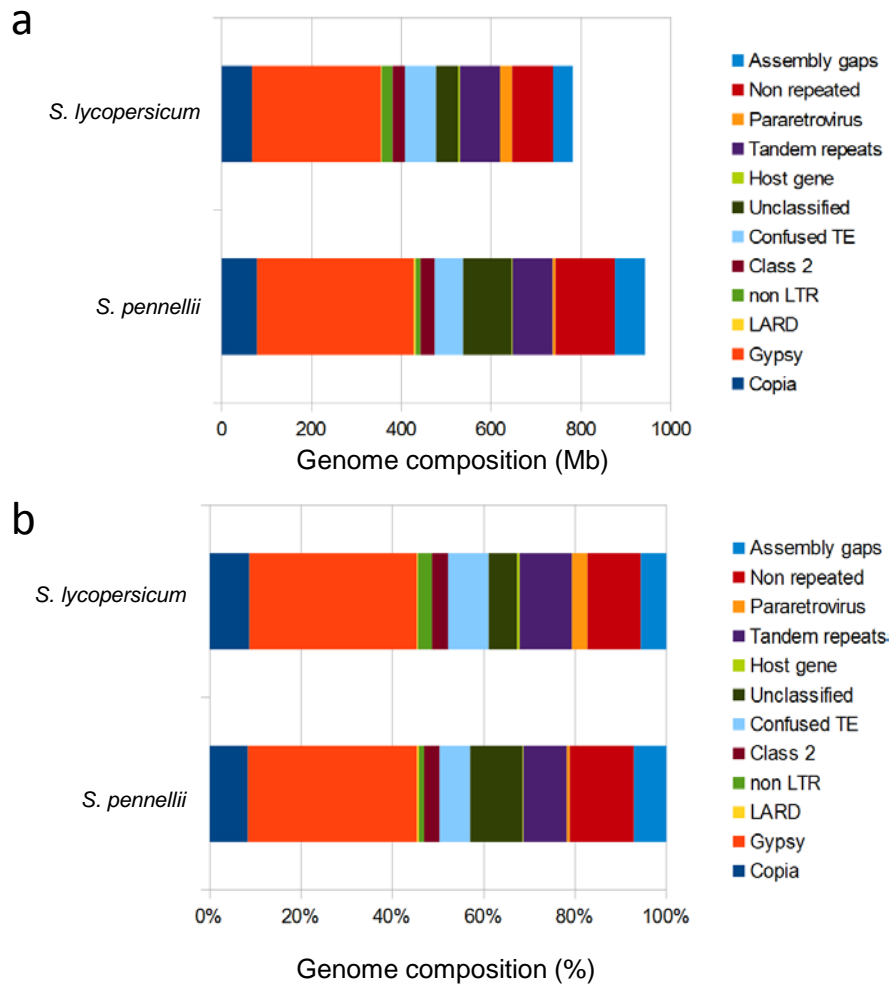 a
S. lycopersicum
S. pennellii
0 200 400 600 800 1000
Genome composition (Mb)
Assembly gaps
Non repeated
Pararetrovirus
Tandem repeats
Host gene
Unclassified
Confused TE
Class 2
non LTR
LARD
Gypsy
Copia
b
S. lycopersicum
S. pennellii
0% 20% 40% 60% 80% 100%
Genome composition (%)
Assembly gaps
Non repeated
Pararetrovirus
Tandem repeats
Host gene
Unclassified
Confused TE
Class 2
non LTR
LARD
Gypsy
Copia